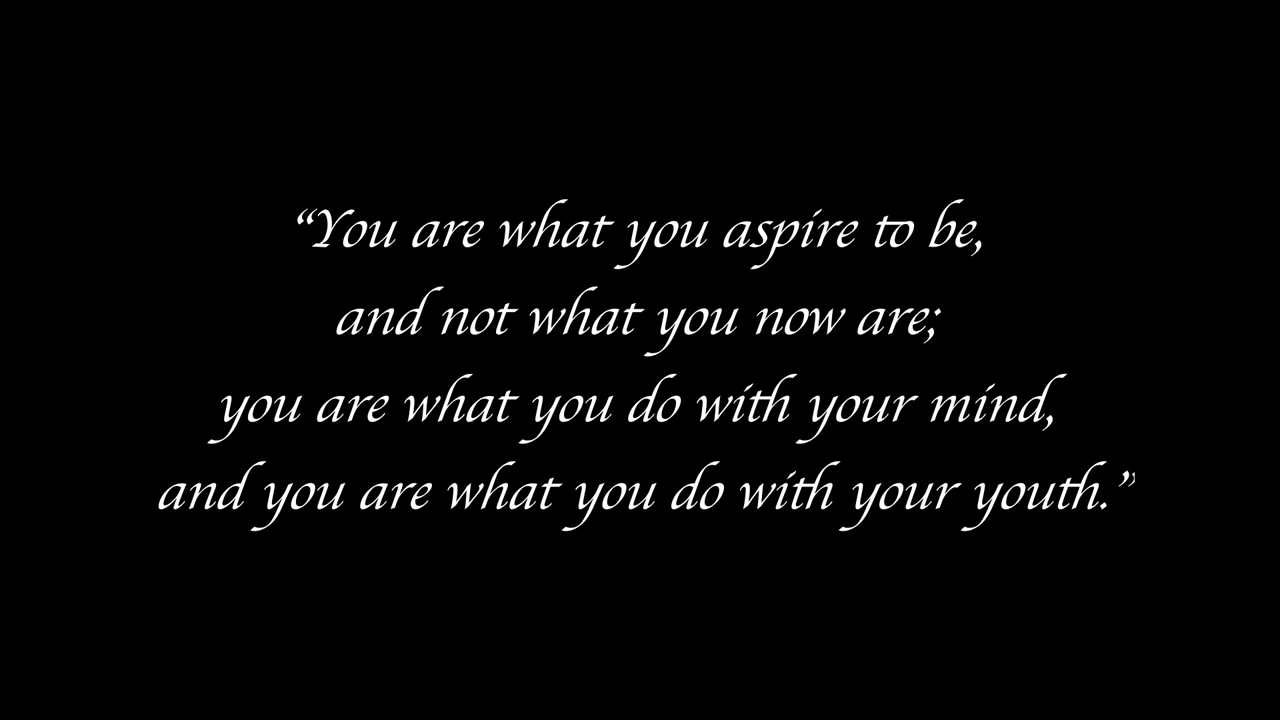 “You are what you aspire to be,
and not what you now are;
you are what you do with your mind,
and you are what you do with your youth.”